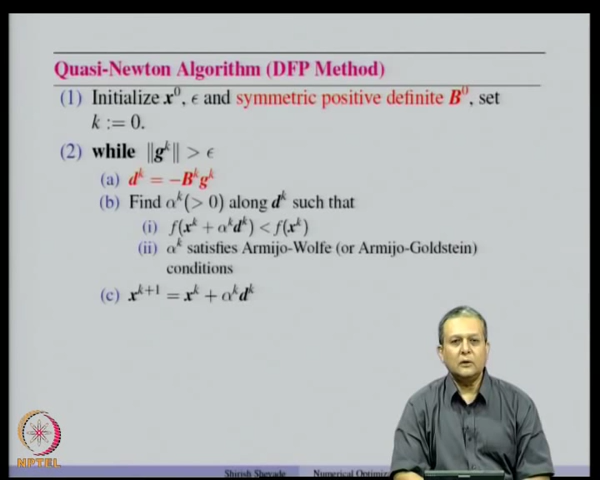 Quasi-Newton Algorithm (DFP Method)
(1) Initialize x⁰, ϵ and symmetric positive definite B⁰, set
k := 0.
(2) while ‖gᵏ‖ > ϵ
(a) dᵏ = −Bᵏgᵏ
(b) Find αᵏ(> 0) along dᵏ such that
(i) f(xᵏ + αᵏdᵏ) < f(xᵏ)
(ii) αᵏ satisfies Armijo-Wolfe (or Armijo-Goldstein)
conditions
(c) xᵏ⁺¹ = xᵏ + αᵏdᵏ
NPTEL
Shirish Shevade Numerical Optimiz